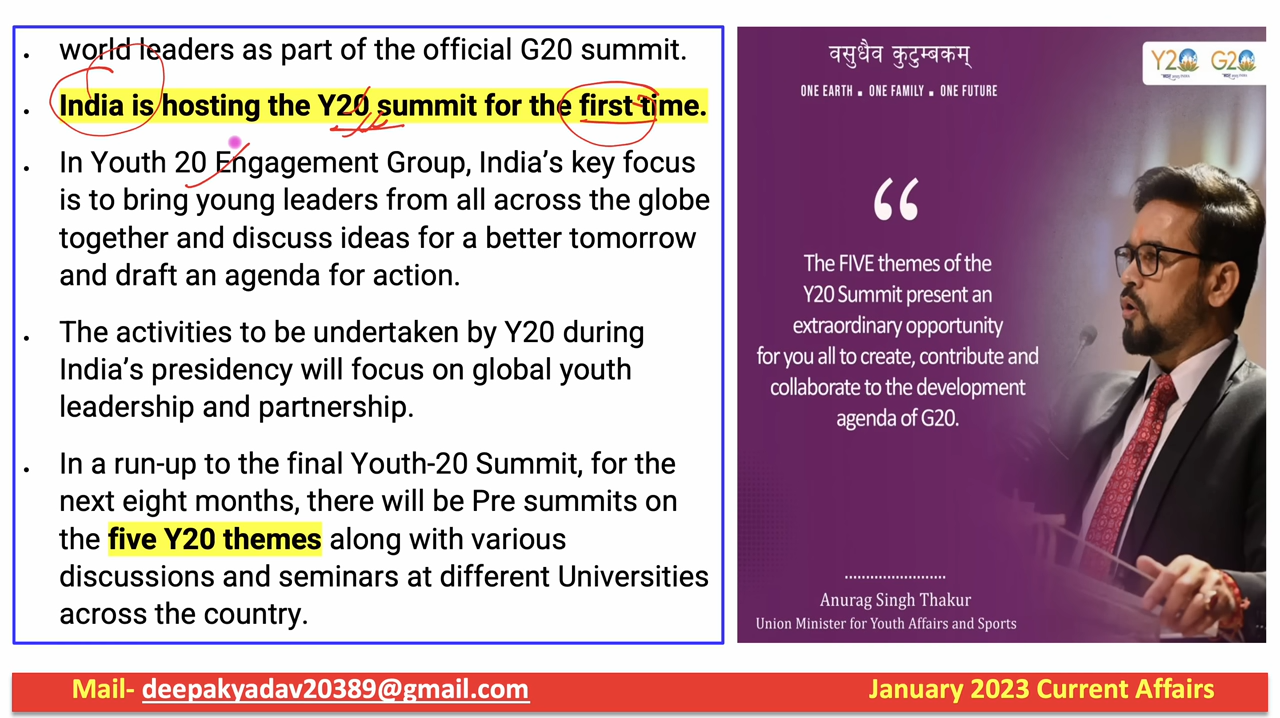 world leaders as part of the official G20 summit.
India is hosting the Y20 summit for the first time.
In Youth 20 Engagement Group, India's key focus
is to bring young leaders from all across the globe
together and discuss ideas for a better tomorrow
and draft an agenda for action.
The activities to be undertaken by Y20 during
India's presidency will focus on global youth
leadership and partnership.
In a run-up to the final Youth-20 Summit, for the
next eight months, there will be Pre summits on
the five Y20 themes along with various
discussions and seminars at different Universities
across the country.
वसुधैव कुटुम्बकम्
ONE EARTH ▪ ONE FAMILY ▪ ONE FUTURE
Y20 G20
“
The FIVE themes of the
Y20 Summit present an
extraordinary opportunity
for you all to create, contribute and
collaborate to the development
agenda of G20.
Anurag Singh Thakur
Union Minister for Youth Affairs and Sports
Mail- deepakyadav20389@gmail.com
January 2023 Current Affairs